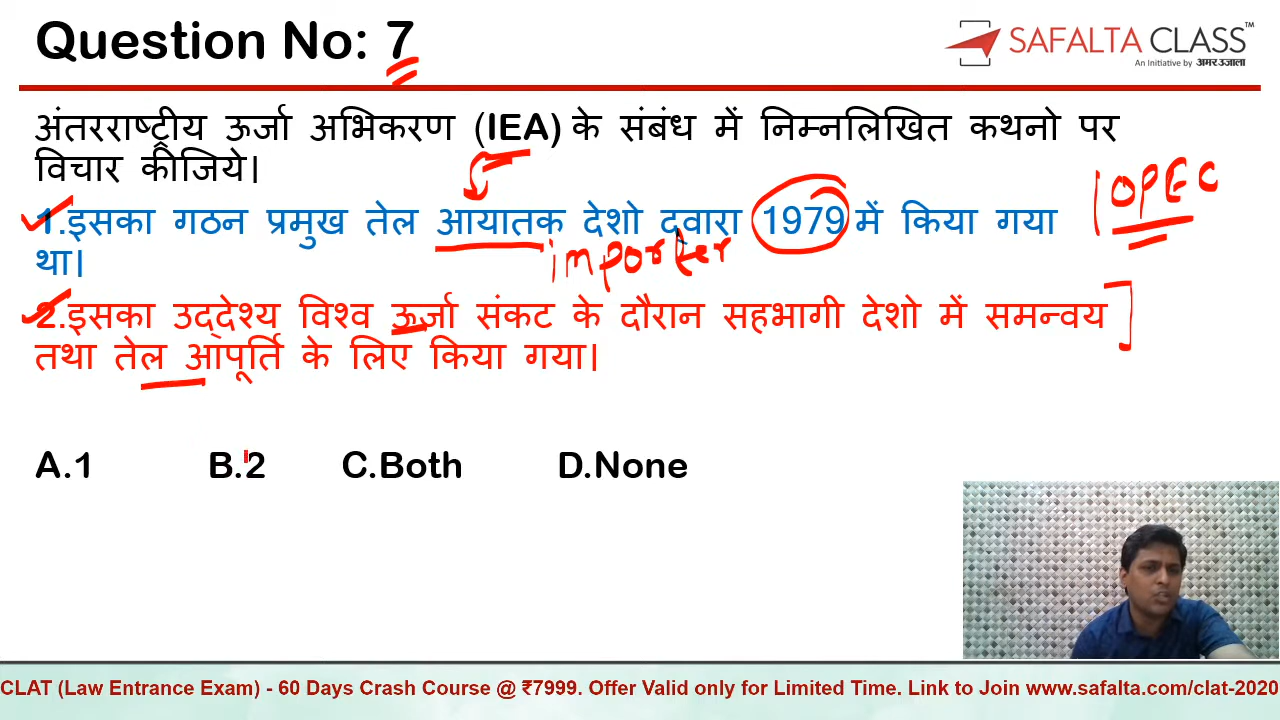 Question No: 7
SAFALTA CLASS™
An Initiative by अमर उजाला
अंतरराष्ट्रीय ऊर्जा अभिकरण (IEA) के संबंध में निम्नलिखित कथनो पर
विचार कीजिये।
OPEC
1.इसका गठन प्रमुख तेल आयातक देशो द्वारा 1979 में किया गया
था।
importer
2.इसका उद्देश्य विश्व ऊर्जा संकट के दौरान सहभागी देशो में समन्वय
तथा तेल आपूर्ति के लिए किया गया।
A.1 B.2 C.Both D.None
CLAT (Law Entrance Exam) - 60 Days Crash Course @ ₹7999. Offer Valid only for Limited Time. Link to Join www.safalta.com/clat-2020